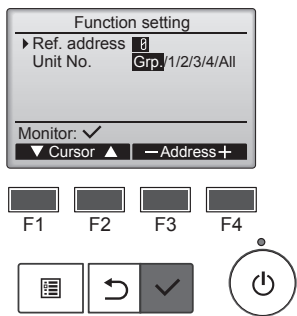 Function setting
Ref. address 0
Unit No. Grp./1/2/3/4/All
Monitor: ✓
▼ Cursor ▲ −Address+
F1 F2 F3 F4